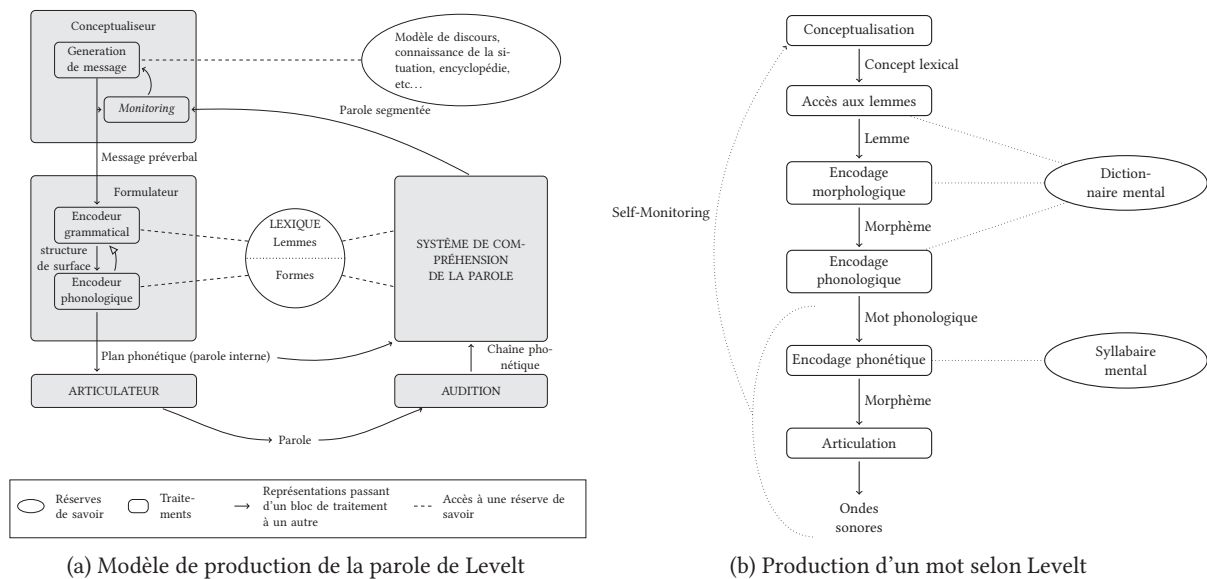 Conceptualiseur
Generation
de message
Monitoring
Modèle de discours,
connaissance de la si-
tuation, encyclopédie,
etc…
Parole segmentée
Message préverbal
Formulateur
Encodeur
grammatical
structure
de surface
Encodeur
phonologique
LEXIQUE
Lemmes
Formes
SYSTÈME DE COM-
PRÉHENSION
DE LA PAROLE
Plan phonétique (parole interne)
Chaîne pho-
nétique
ARTICULATEUR
AUDITION
Parole
Réserves
de savoir
Traite-
ments
Représentations passant
d'un bloc de traitement
à un autre
Accès à une réserve de
savoir
(a) Modèle de production de la parole de Levelt
Conceptualisation
Concept lexical
Accès aux lemmes
Lemme
Encodage
morphologique
Diction-
naire mental
Self-Monitoring
Morphème
Encodage
phonologique
Mot phonologique
Encodage phonétique
Syllabaire
mental
Morphème
Articulation
Ondes
sonores
(b) Production d'un mot selon Levelt